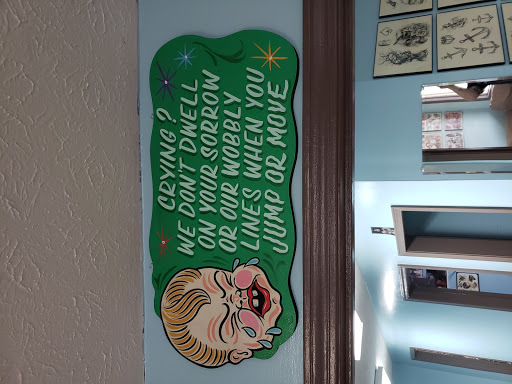 CRYING?
WE DON'T DWELL
ON YOUR SORROW
OR OUR WOBBLY
LINES WHEN YOU
JUMP OR MOVE